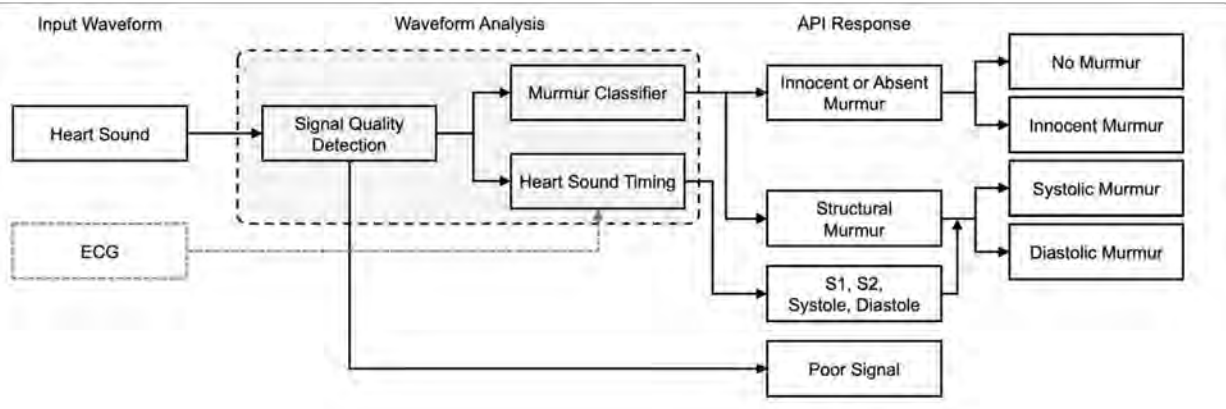 Input Waveform
Waveform Analysis
API Response
Heart Sound
ECG
Signal Quality
Detection
Murmur Classifier
Heart Sound Timing
Innocent or Absent
Murmur
Structural
Murmur
S1, S2,
Systole, Diastole
Poor Signal
No Murmur
Innocent Murmur
Systolic Murmur
Diastolic Murmur